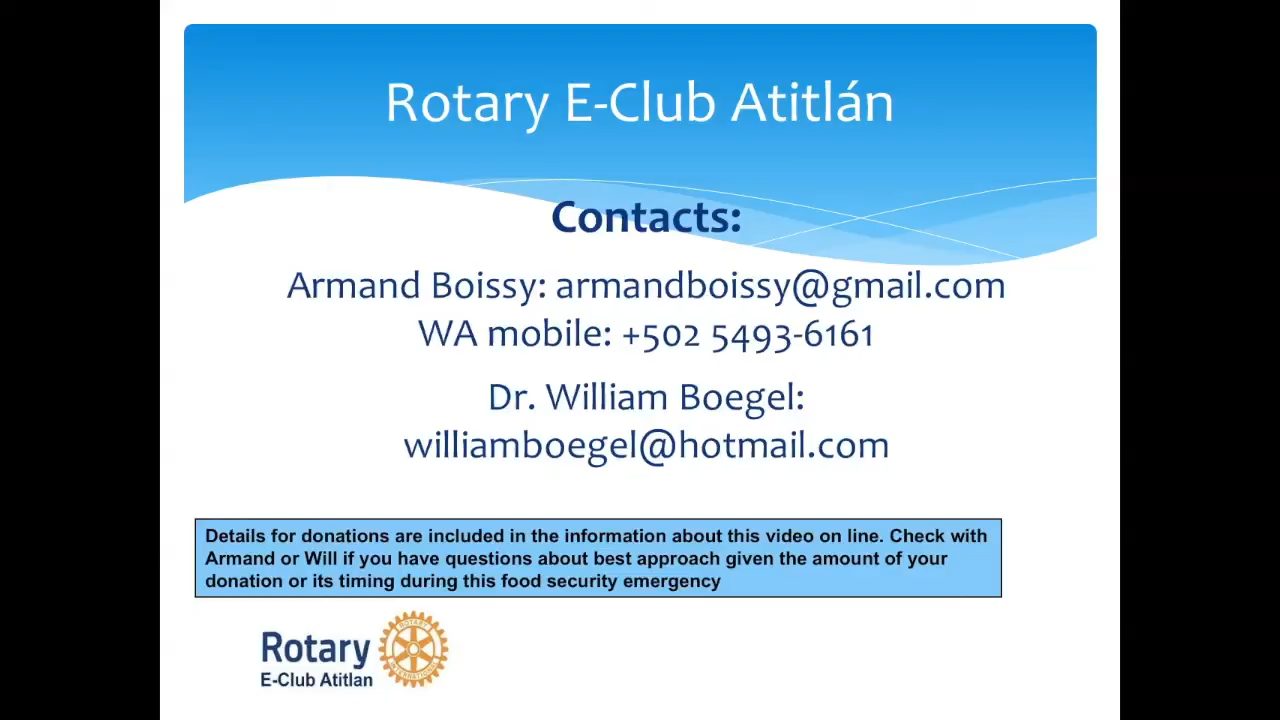 Rotary E-Club Atitlán
Contacts:
Armand Boissy: armandboissy@gmail.com
WA mobile: +502 5493-6161
Dr. William Boegel:
williamboegel@hotmail.com
Details for donations are included in the information about this video on line. Check with
Armand or Will if you have questions about best approach given the amount of your
donation or its timing during this food security emergency
Rotary
E-Club Atitlan
ROTARY
INTERNATIONAL